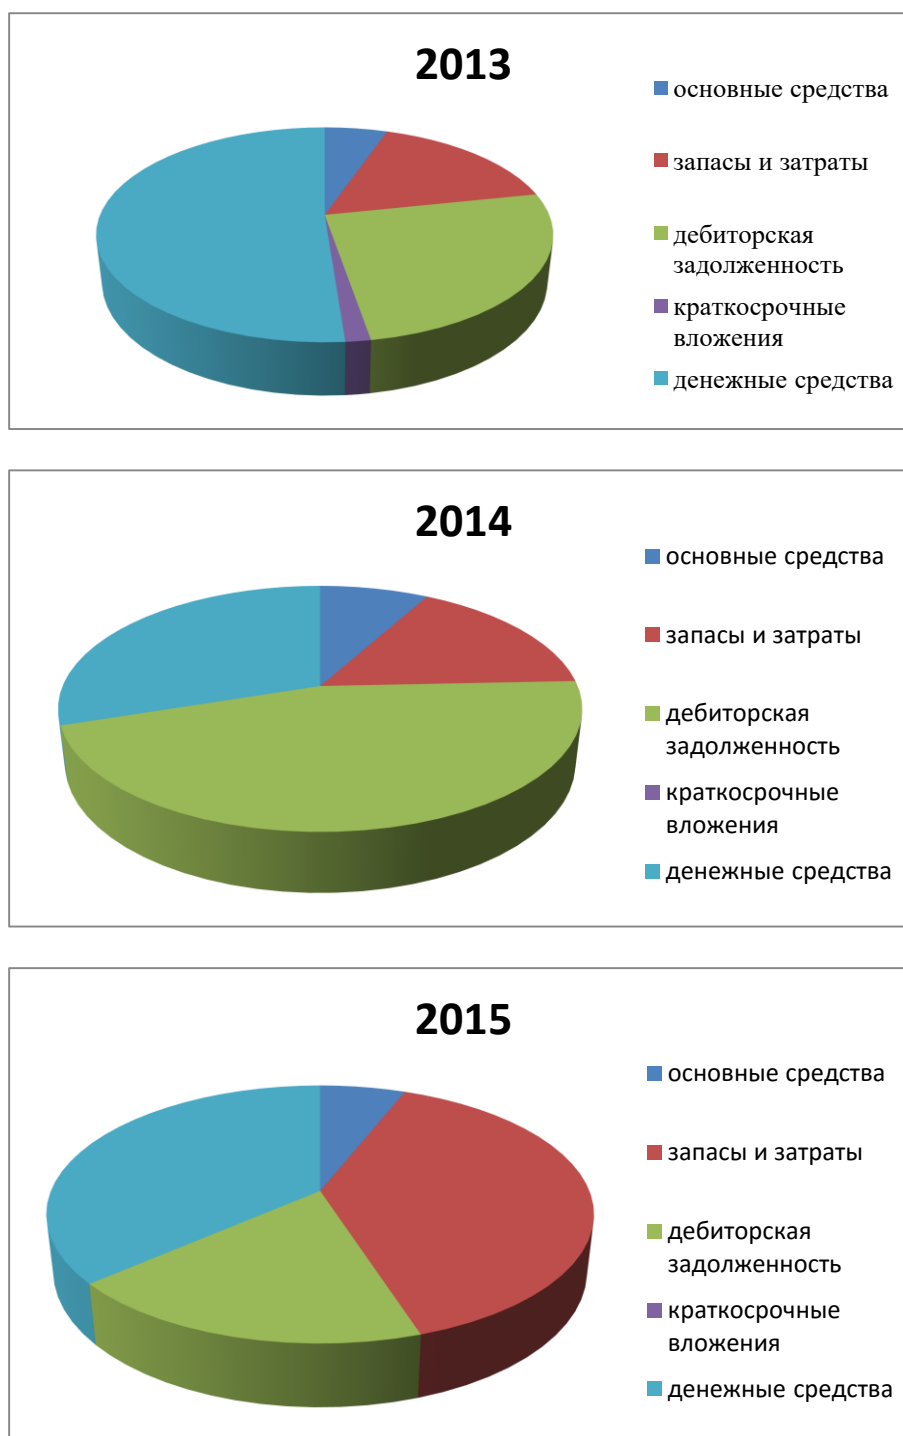 2013
основные средства
запасы и затраты
дебиторская
задолженность
краткосрочные
вложения
денежные средства
2014
основные средства
запасы и затраты
дебиторская
задолженность
краткосрочные
вложения
денежные средства
2015
основные средства
запасы и затраты
дебиторская
задолженность
краткосрочные
вложения
денежные средства